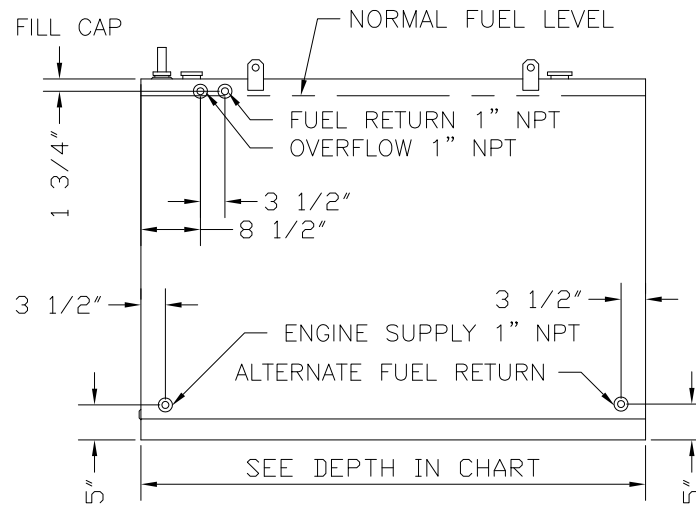 FILL CAP
NORMAL FUEL LEVEL
FUEL RETURN 1" NPT
OVERFLOW 1" NPT
1 3/4"
3 1/2"
8 1/2"
3 1/2"
3 1/2"
ENGINE SUPPLY 1" NPT
ALTERNATE FUEL RETURN
SEE DEPTH IN CHART
5"
5"